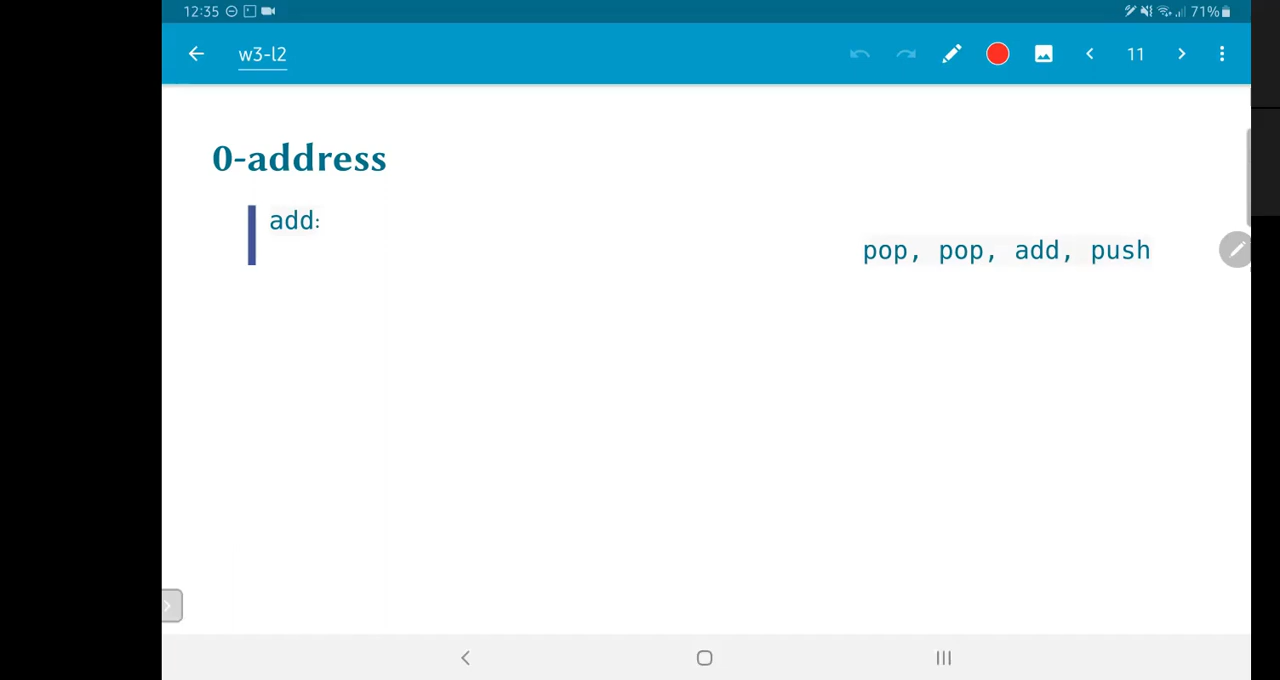 12:35 71%
w3-l2 11
0-address
add:
pop, pop, add, push